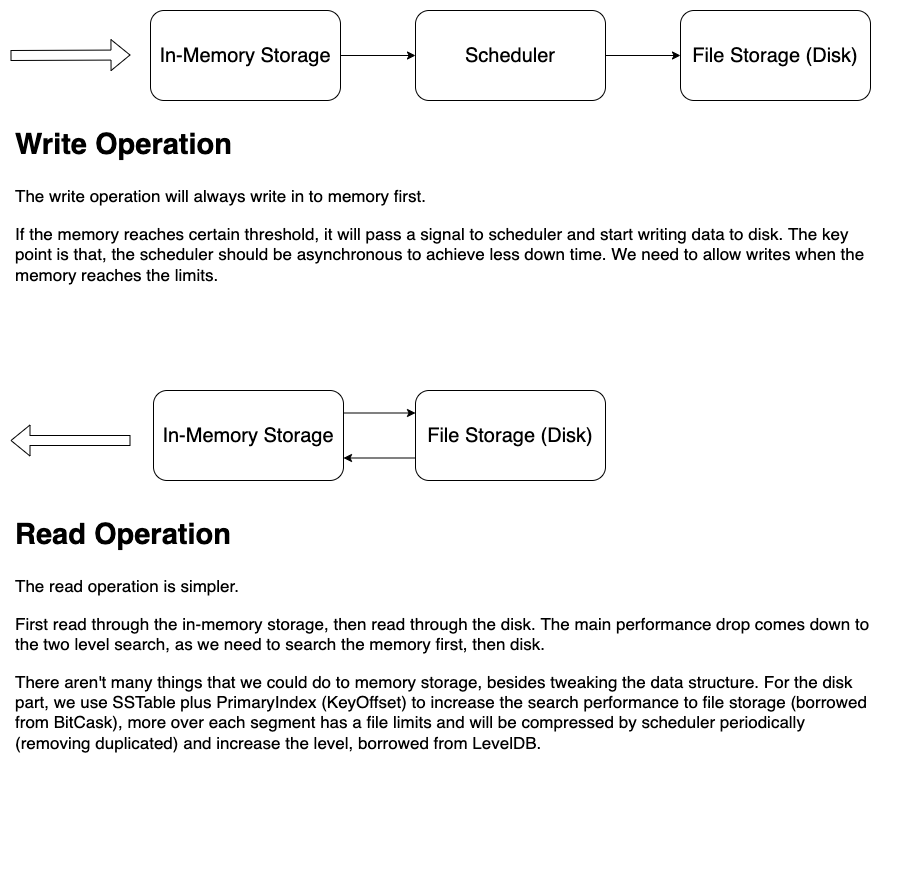 In-Memory Storage
Scheduler
File Storage (Disk)
Write Operation
The write operation will always write in to memory first.
If the memory reaches certain threshold, it will pass a signal to scheduler and start writing data to disk. The key
point is that, the scheduler should be asynchronous to achieve less down time. We need to allow writes when the
memory reaches the limits.
In-Memory Storage
File Storage (Disk)
Read Operation
The read operation is simpler.
First read through the in-memory storage, then read through the disk. The main performance drop comes down to
the two level search, as we need to search the memory first, then disk.
There aren't many things that we could do to memory storage, besides tweaking the data structure. For the disk
part, we use SSTable plus PrimaryIndex (KeyOffset) to increase the search performance to file storage (borrowed
from BitCask), more over each segment has a file limits and will be compressed by scheduler periodically
(removing duplicated) and increase the level, borrowed from LevelDB.